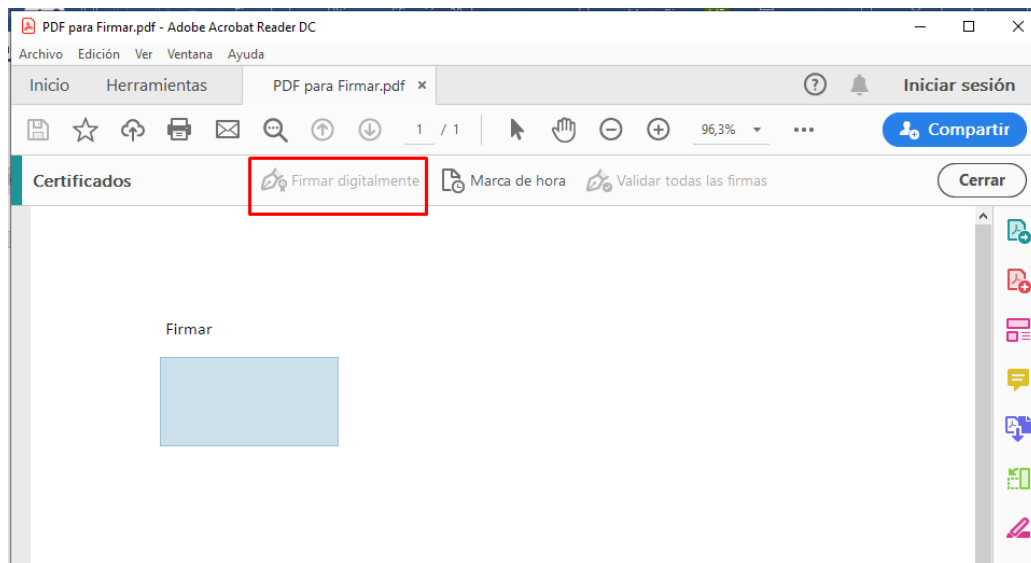 PDF para Firmar.pdf - Adobe Acrobat Reader DC
Archivo Edición Ver Ventana Ayuda
Inicio Herramientas PDF para Firmar.pdf × ? Iniciar sesión
1 / 1 96,3% Compartir
Certificados Firmar digitalmente Marca de hora Validar todas las firmas Cerrar
Firmar